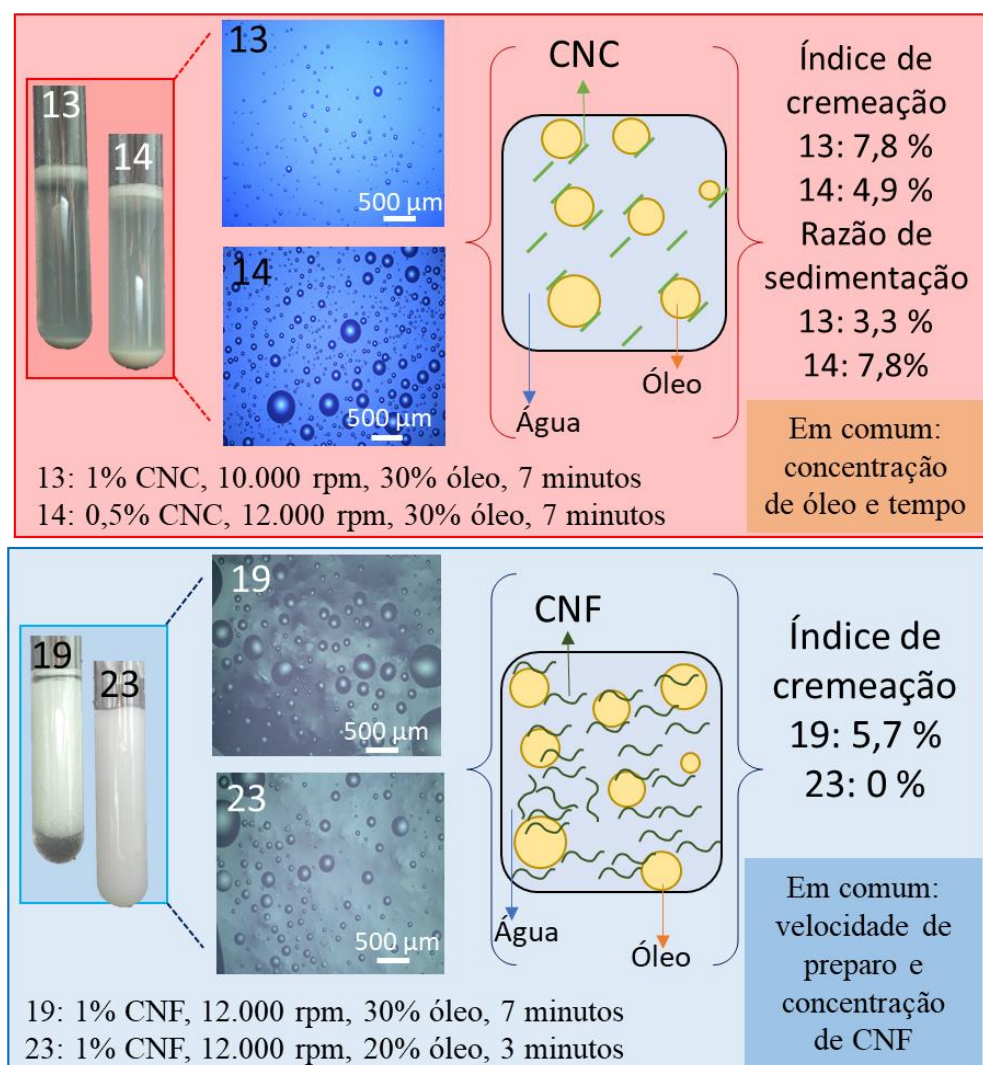 13
14
13
500 µm
14
500 µm
CNC
Água
Óleo
Índice de
cremeação
13: 7,8 %
14: 4,9 %
Razão de
sedimentação
13: 3,3 %
14: 7,8%
Em comum:
concentração
de óleo e tempo
13: 1% CNC, 10.000 rpm, 30% óleo, 7 minutos
14: 0,5% CNC, 12.000 rpm, 30% óleo, 7 minutos
19
23
19
500 µm
23
500 µm
CNF
Água
Óleo
Índice de
cremeação
19: 5,7 %
23: 0 %
Em comum:
velocidade de
preparo e
concentração
de CNF
19: 1% CNF, 12.000 rpm, 30% óleo, 7 minutos
23: 1% CNF, 12.000 rpm, 20% óleo, 3 minutos